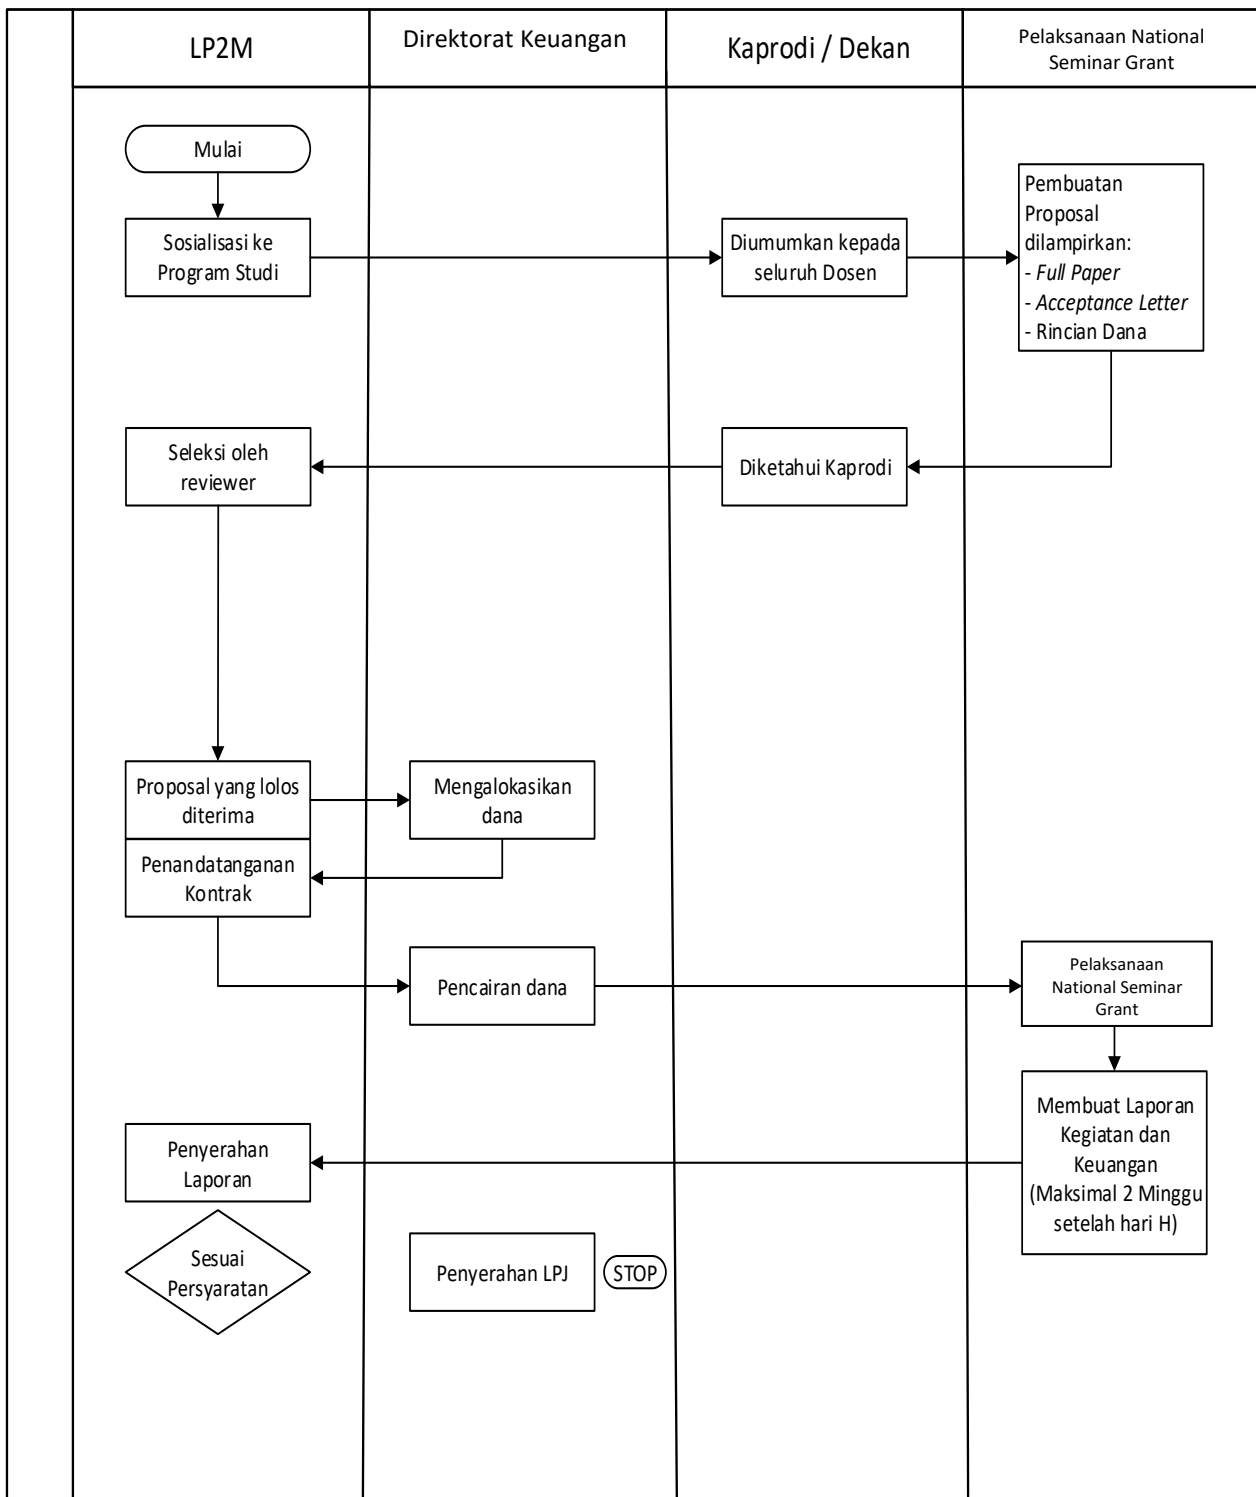 LP2M
Direktorat Keuangan
Kaprodi / Dekan
Pelaksanaan National
Seminar Grant
Mulai
Sosialisasi ke
Program Studi
Diumumkan kepada
seluruh Dosen
Pembuatan
Proposal
dilampirkan:
- Full Paper
- Acceptance Letter
- Rincian Dana
Seleksi oleh
reviewer
Diketahui Kaprodi
Proposal yang lolos
diterima
Mengalokasikan
dana
Penandatanganan
Kontrak
Pencairan dana
Pelaksanaan
National Seminar
Grant
Membuat Laporan
Kegiatan dan
Keuangan
(Maksimal 2 Minggu
setelah hari H)
Penyerahan
Laporan
Sesuai
Persyaratan
Penyerahan LPJ
STOP